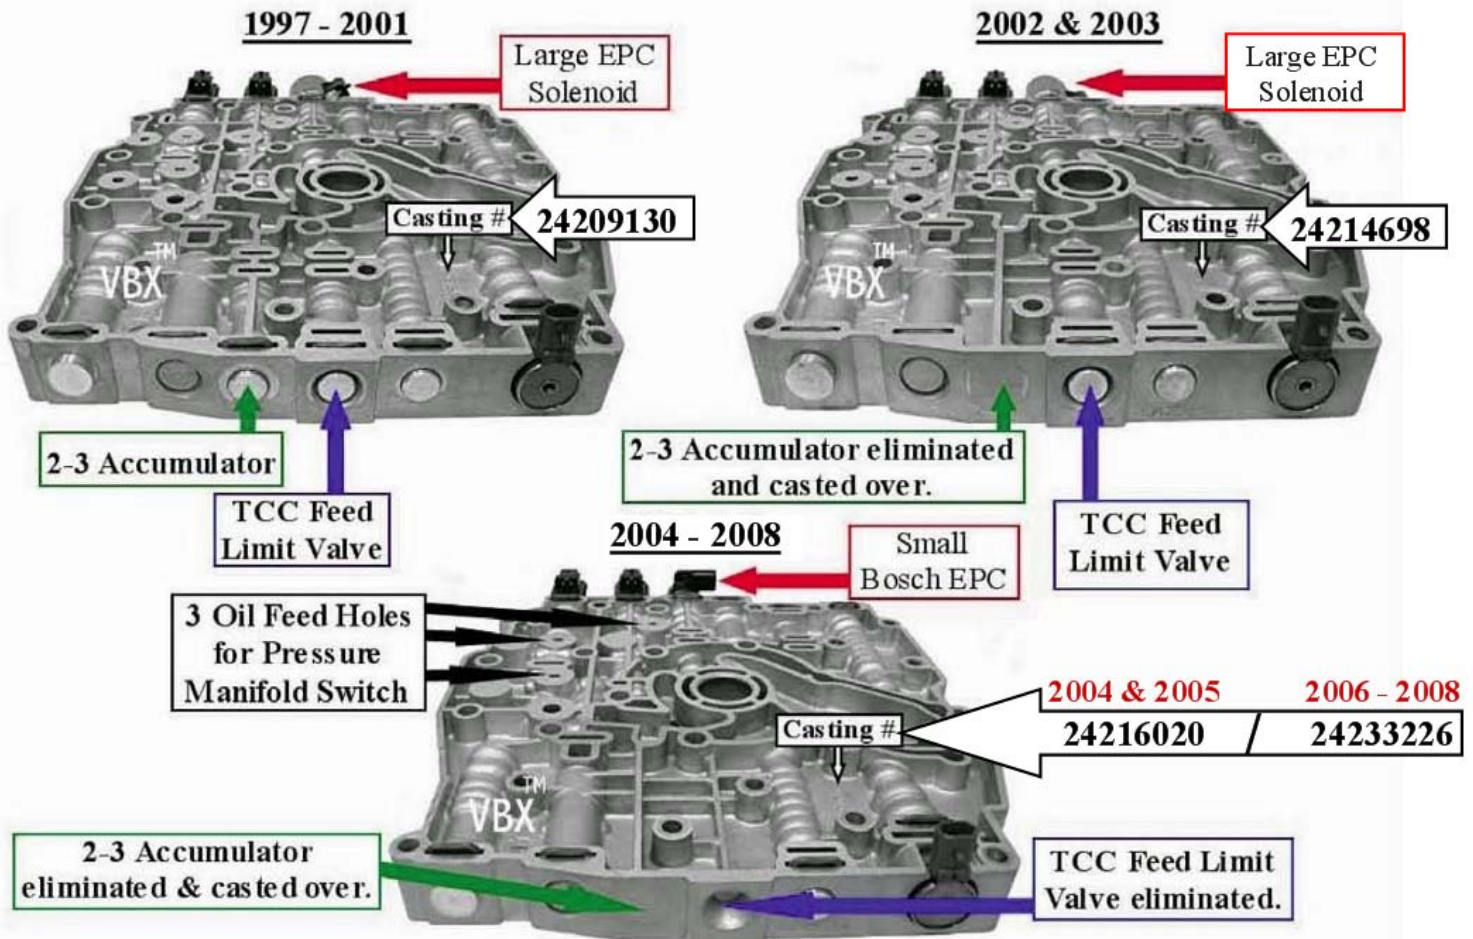 1997 - 2001
Large EPC
Solenoid
Casting #
24209130
VBX™
2-3 Accumulator
TCC Feed
Limit Valve
2002 & 2003
Large EPC
Solenoid
Casting #
24214698
VBX™
2-3 Accumulator eliminated
and casted over.
TCC Feed
Limit Valve
2004 - 2008
Small
Bosch EPC
3 Oil Feed Holes
for Pressure
Manifold Switch
2004 & 2005 2006 - 2008
Casting #
24216020 / 24233226
VBX™
2-3 Accumulator
eliminated & casted over.
TCC Feed Limit
Valve eliminated.